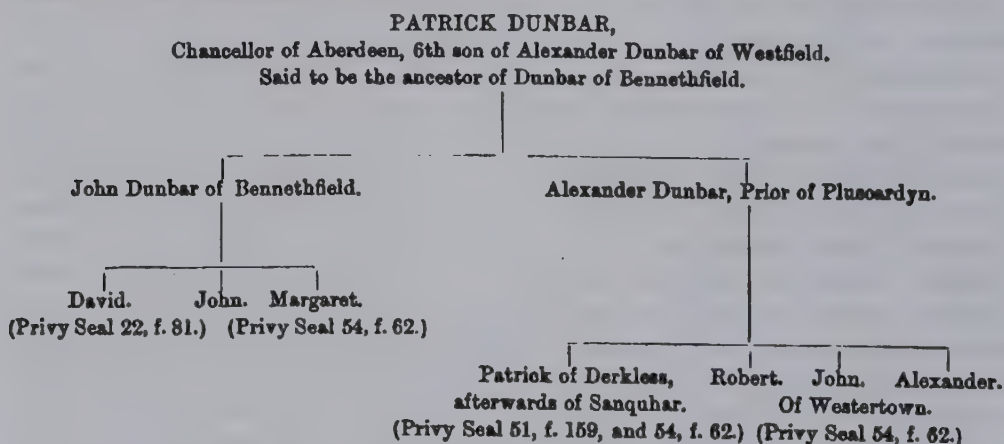 PATRICK DUNBAR,
Chancellor of Aberdeen, 6th son of Alexander Dunbar of Westfield.
Said to be the ancestor of Dunbar of Bennethfield.
John Dunbar of Bennethfield.
Alexander Dunbar, Prior of Pluscardyn.
David. John. Margaret.
(Privy Seal 22, f. 81.) (Privy Seal 54, f. 62.)
Patrick of Derkless, Robert. John. Alexander.
afterwards of Sanquhar. Of Westertown.
(Privy Seal 51, f. 159, and 54, f. 62.) (Privy Seal 54, f. 62.)